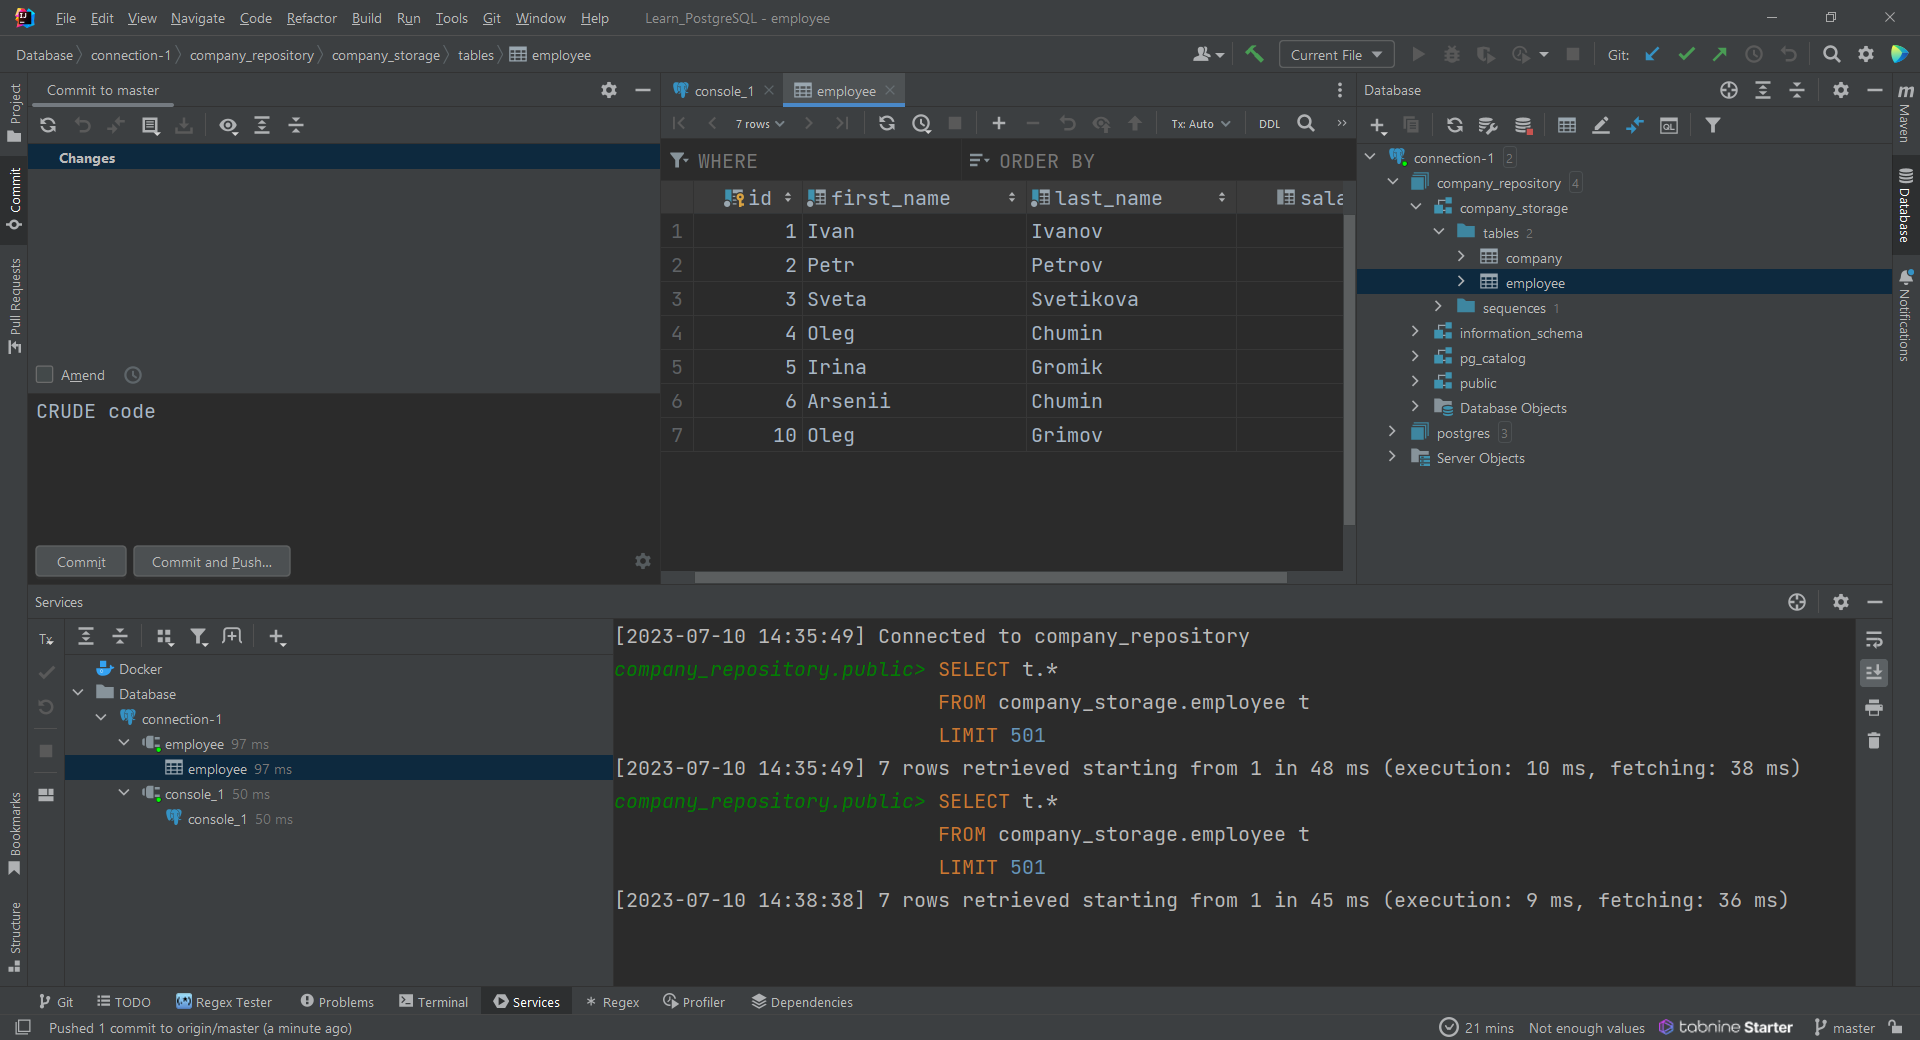 File Edit View Navigate Code Refactor Build Run Tools Git Window Help Learn_PostgreSQL - employee
Database connection-1 company_repository company_storage tables employee
Current File
Git:
Project
Commit
Pull Requests
Bookmarks
Structure
Commit to master
Changes
Amend
CRUDE code
Commit Commit and Push...
console_1 employee
7 rows Tx: Auto DDL
WHERE ORDER BY
id first_name last_name sala
1 1 Ivan Ivanov
2 2 Petr Petrov
3 3 Sveta Svetikova
4 4 Oleg Chumin
5 5 Irina Gromik
6 6 Arsenii Chumin
7 10 Oleg Grimov
Database
QL
connection-1 2
company_repository 4
company_storage
tables 2
company
employee
sequences 1
information_schema
pg_catalog
public
Database Objects
postgres 3
Server Objects
m
Maven
Database
Notifications
Services
Tx
Docker
Database
connection-1
employee 97 ms
employee 97 ms
console_1 50 ms
console_1 50 ms
[2023-07-10 14:35:49] Connected to company_repository
company_repository.public> SELECT t.*
FROM company_storage.employee t
LIMIT 501
[2023-07-10 14:35:49] 7 rows retrieved starting from 1 in 48 ms (execution: 10 ms, fetching: 38 ms)
company_repository.public> SELECT t.*
FROM company_storage.employee t
LIMIT 501
[2023-07-10 14:38:38] 7 rows retrieved starting from 1 in 45 ms (execution: 9 ms, fetching: 36 ms)
Git TODO Regex Tester Problems Terminal Services Regex Profiler Dependencies
Pushed 1 commit to origin/master (a minute ago) 21 mins Not enough values tabnine Starter master